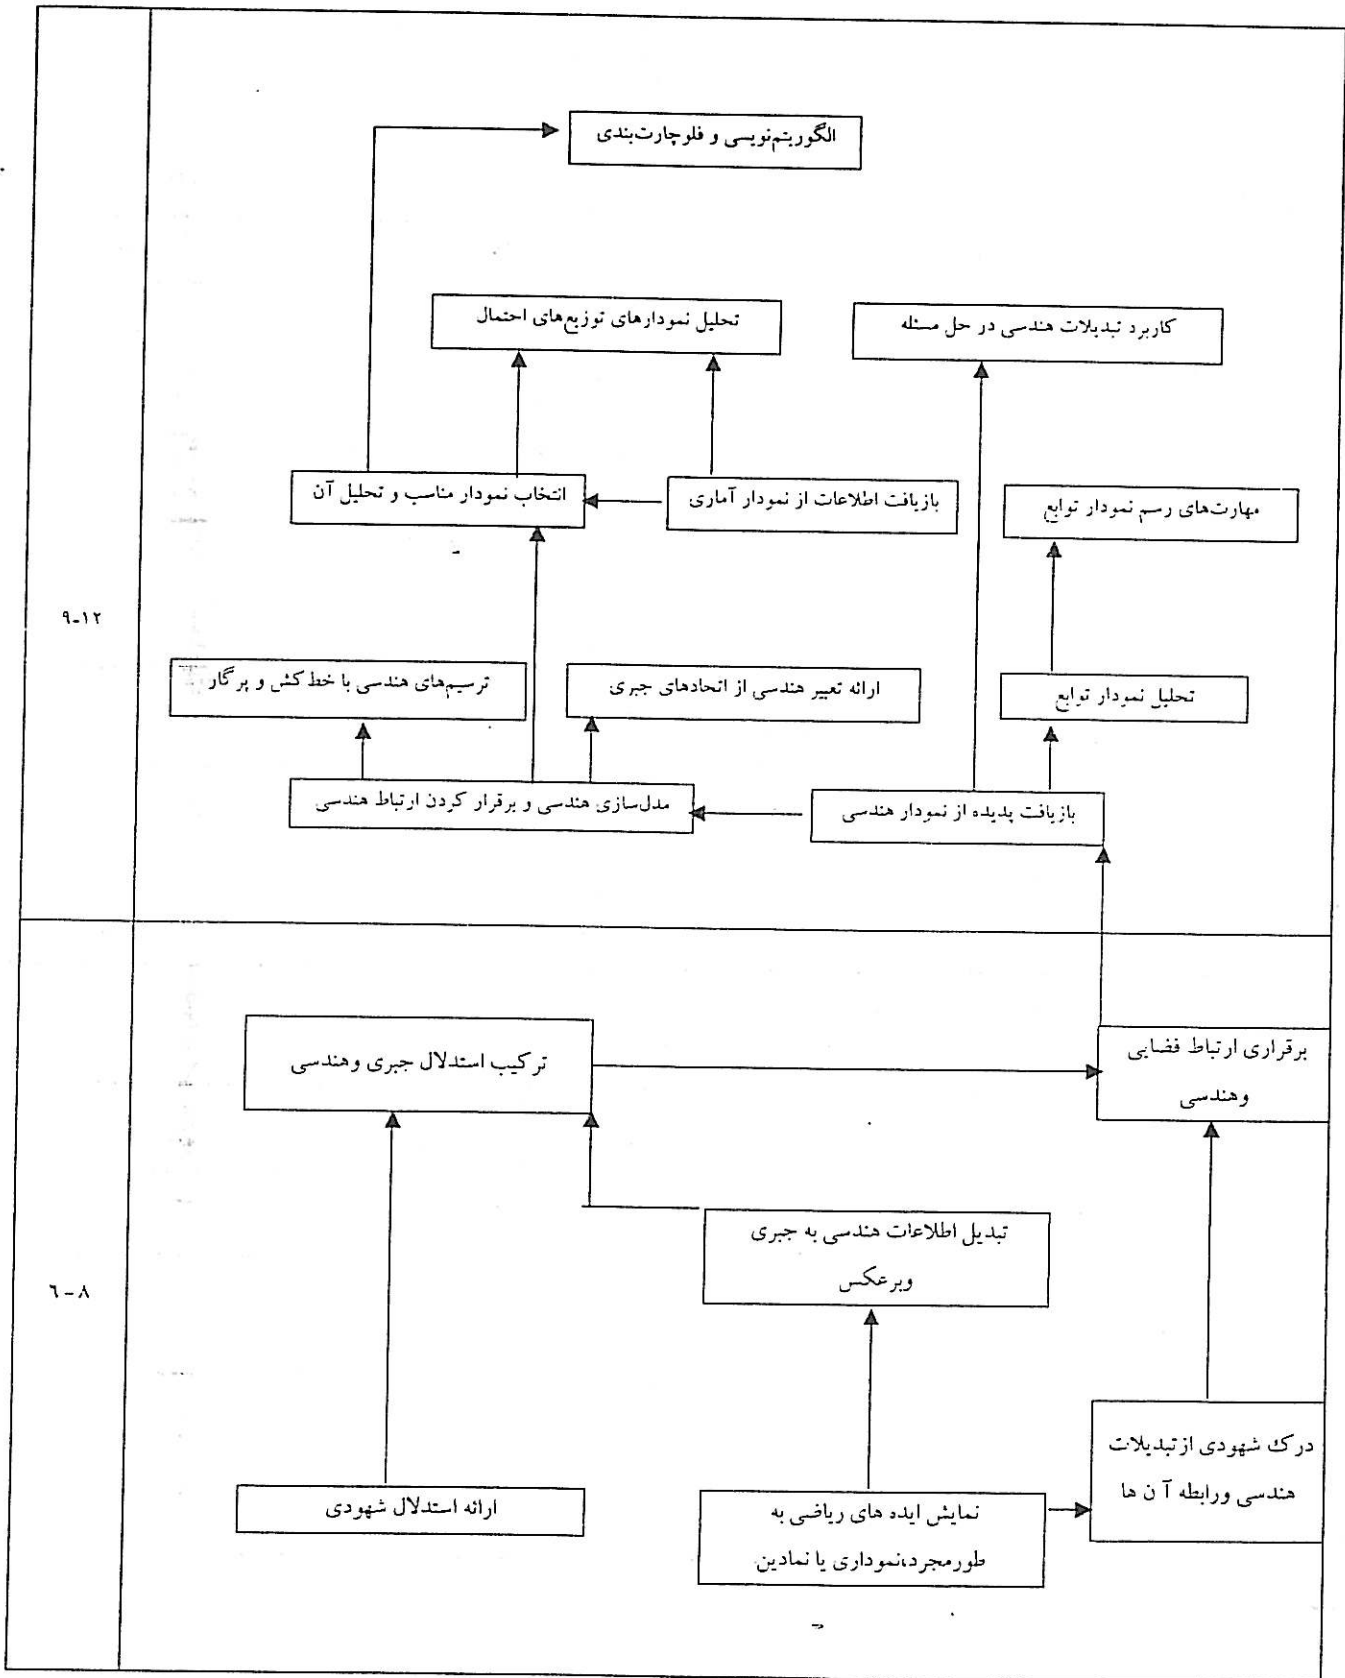 الگوریتم‌نویسی و فلوچارت‌بندی
کاربرد تبدیلات هندسی در حل مسئله
تحلیل نمودارهای توزیع‌های احتمال
مهارت‌های رسم نمودار توابع
بازیافت اطلاعات از نمودار آماری
انتخاب نمودار مناسب و تحلیل آن
۹-۱۲
تحلیل نمودار توابع
ارائه تعبیر هندسی از اتحادهای جبری
ترسیم‌های هندسی با خط کش و پرگار
بازیافت پدیده از نمودار هندسی
مدل‌سازی هندسی و برقرار کردن ارتباط هندسی
برقراری ارتباط فضایی
وهندسی
ترکیب استدلال جبری وهندسی
تبدیل اطلاعات هندسی به جبری
وبرعکس
۶-۸
درک شهودی از تبدیلات
هندسی ورابطه آن ها
نمایش ایده های ریاضی به
طورمجرد،نموداری یا نمادین
ارائه استدلال شهودی